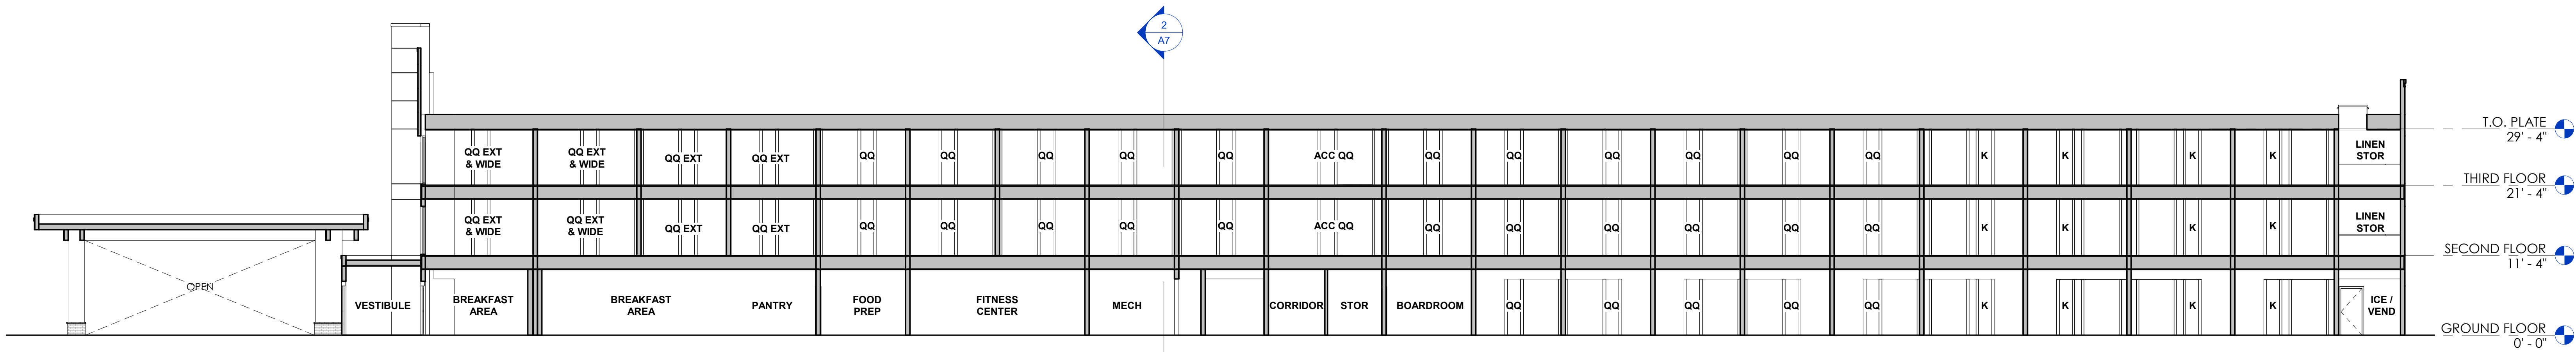 2
A7
T.O. PLATE
29' - 4"
QQ EXT
& WIDE
QQ EXT
& WIDE
QQ EXT
QQ EXT
QQ
QQ
QQ
QQ
QQ
ACC QQ
QQ
QQ
QQ
QQ
QQ
QQ
K
K
K
K
LINEN
STOR
THIRD FLOOR
21' - 4"
QQ EXT
& WIDE
QQ EXT
& WIDE
QQ EXT
QQ EXT
QQ
QQ
QQ
QQ
QQ
ACC QQ
QQ
QQ
QQ
QQ
QQ
QQ
K
K
K
K
LINEN
STOR
SECOND FLOOR
11' - 4"
OPEN
VESTIBULE
BREAKFAST
AREA
BREAKFAST
AREA
PANTRY
FOOD
PREP
FITNESS
CENTER
MECH
CORRIDOR
STOR
BOARDROOM
QQ
QQ
QQ
QQ
QQ
K
K
K
K
ICE /
VEND
GROUND FLOOR
0' - 0"